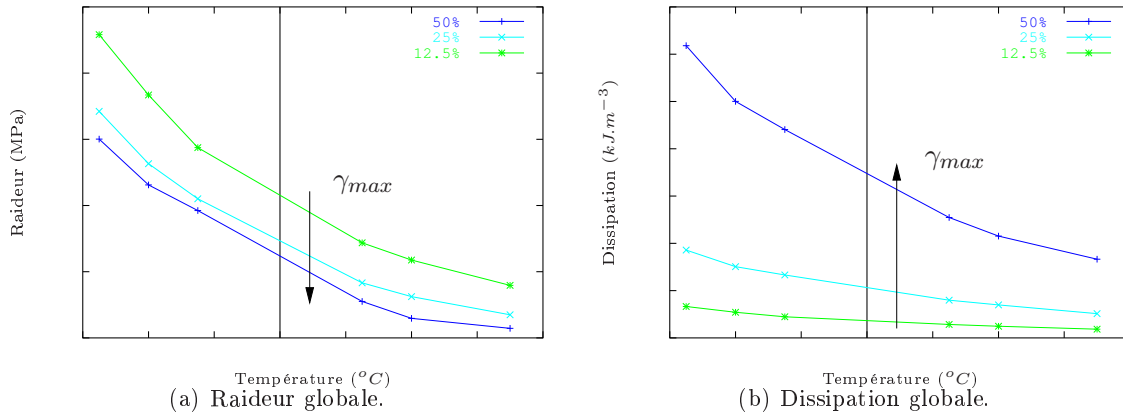 50%
25%
12.5%
Raideur (MPa)
γmax
Température (°C)
(a) Raideur globale.
50%
25%
12.5%
Dissipation (kJ.m⁻³)
γmax
Température (°C)
(b) Dissipation globale.